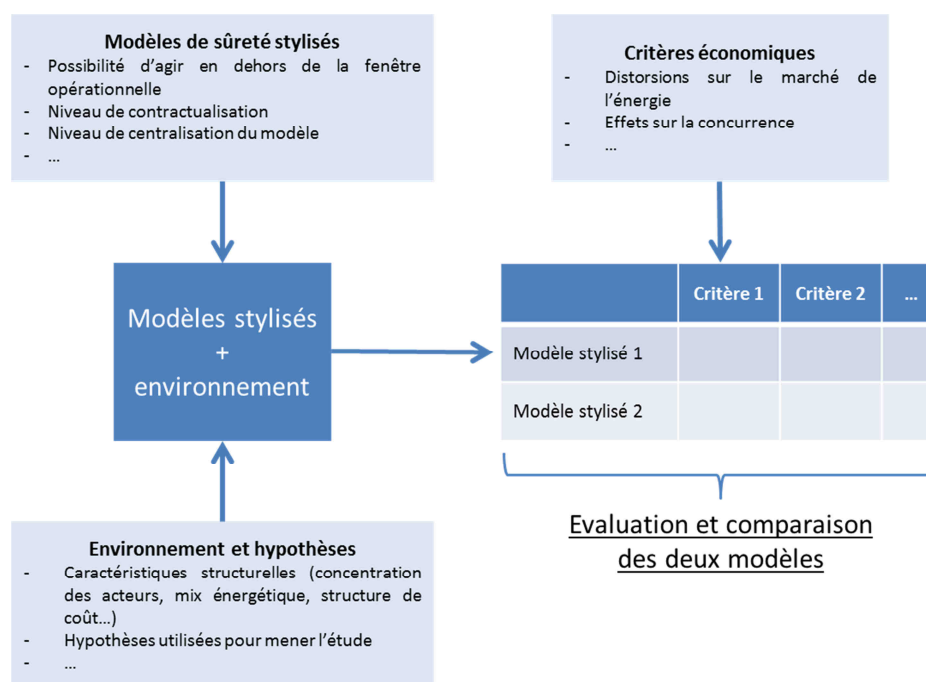 Modèles de sûreté stylisés
- Possibilité d'agir en dehors de la fenêtre
opérationnelle
- Niveau de contractualisation
- Niveau de centralisation du modèle
- ...
Critères économiques
- Distorsions sur le marché de
l'énergie
- Effets sur la concurrence
- ...
Modèles stylisés
+
environnement
Critère 1 Critère 2 ...
Modèle stylisé 1
Modèle stylisé 2
Evaluation et comparaison
des deux modèles
Environnement et hypothèses
- Caractéristiques structurelles (concentration
des acteurs, mix énergétique, structure de
coût...)
- Hypothèses utilisées pour mener l'étude
- ...